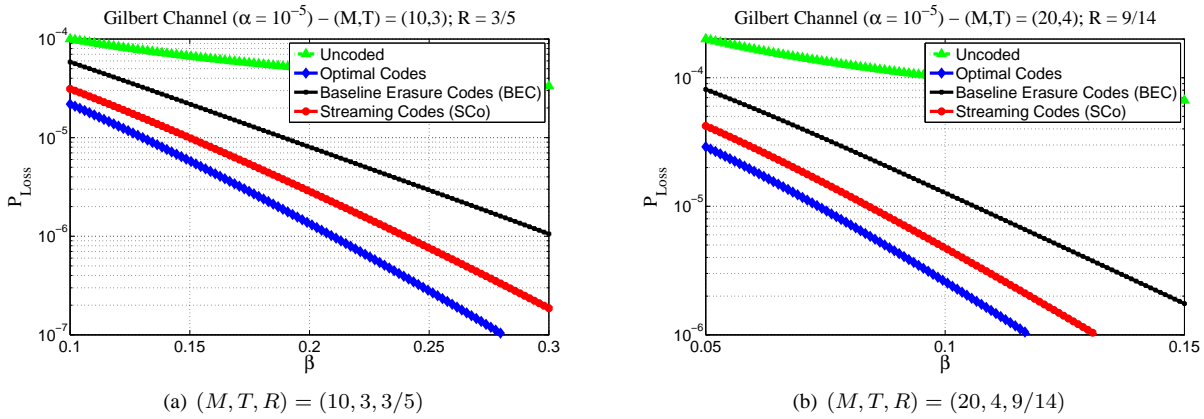 Gilbert Channel (α = 10^-5) – (M,T) = (10,3); R = 3/5
10^-4
10^-5
10^-6
10^-7
P_Loss
Uncoded
Optimal Codes
Baseline Erasure Codes (BEC)
Streaming Codes (SCo)
0.1
0.15
0.2
0.25
0.3
β
(a) (M, T, R) = (10, 3, 3/5)
Gilbert Channel (α = 10^-5) – (M,T) = (20,4); R = 9/14
10^-4
10^-5
10^-6
P_Loss
Uncoded
Optimal Codes
Baseline Erasure Codes (BEC)
Streaming Codes (SCo)
0.05
0.1
0.15
β
(b) (M, T, R) = (20, 4, 9/14)